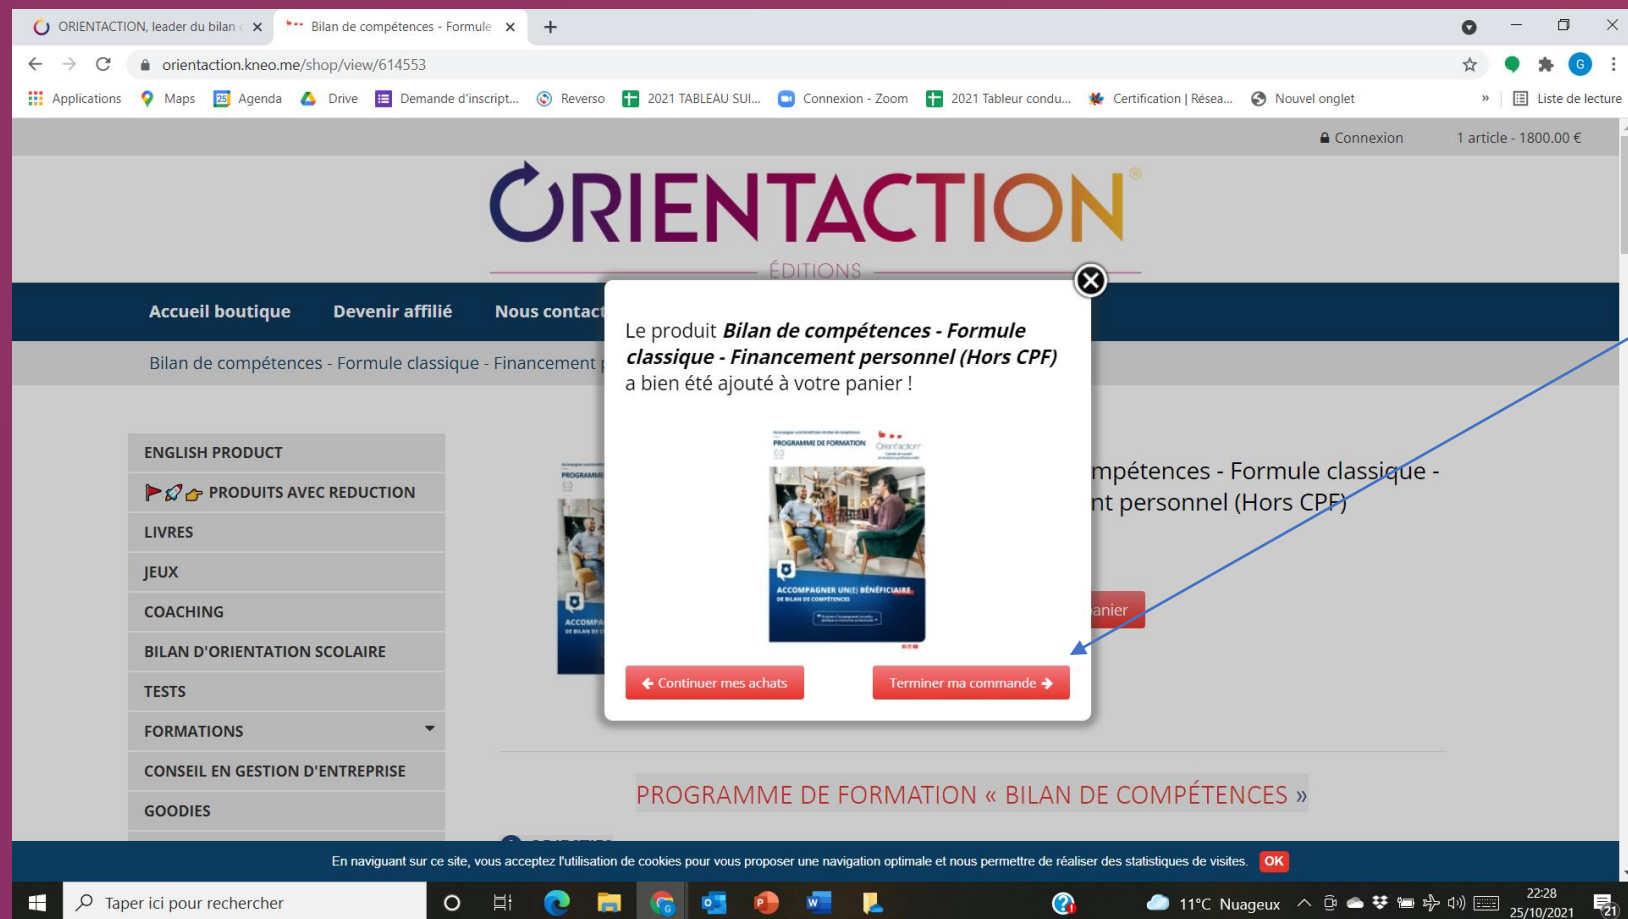 ORIENTACTION, leader du bilan
Bilan de compétences - Formule
orientaction.kneo.me/shop/view/614553
Applications
Maps
Agenda
Drive
Demande d'inscript...
Reverso
2021 TABLEAU SUI...
Connexion - Zoom
2021 Tableur condu...
Certification | Résea...
Nouvel onglet
»
Liste de lecture
Connexion
1 article - 1800.00 €
ORIENTACTION®
ÉDITIONS
Accueil boutique
Devenir affilié
Nous contact
Bilan de compétences - Formule classique - Financement
Le produit Bilan de compétences - Formule
classique - Financement personnel (Hors CPF)
a bien été ajouté à votre panier !
PROGRAMME DE FORMATION
Orient'action
ACCOMPAGNER UN(E) BÉNÉFICIAIRE
DE BILAN DE COMPÉTENCES
Continuer mes achats
Terminer ma commande
mpétences - Formule classique -
nt personnel (Hors CPF)
anier
ENGLISH PRODUCT
PRODUITS AVEC REDUCTION
LIVRES
JEUX
COACHING
BILAN D'ORIENTATION SCOLAIRE
TESTS
FORMATIONS
CONSEIL EN GESTION D'ENTREPRISE
GOODIES
PROGRAMME DE FORMATION « BILAN DE COMPÉTENCES »
En naviguant sur ce site, vous acceptez l'utilisation de cookies pour vous proposer une navigation optimale et nous permettre de réaliser des statistiques de visites. OK
Taper ici pour rechercher
11°C Nuageux
22:28
25/10/2021
21